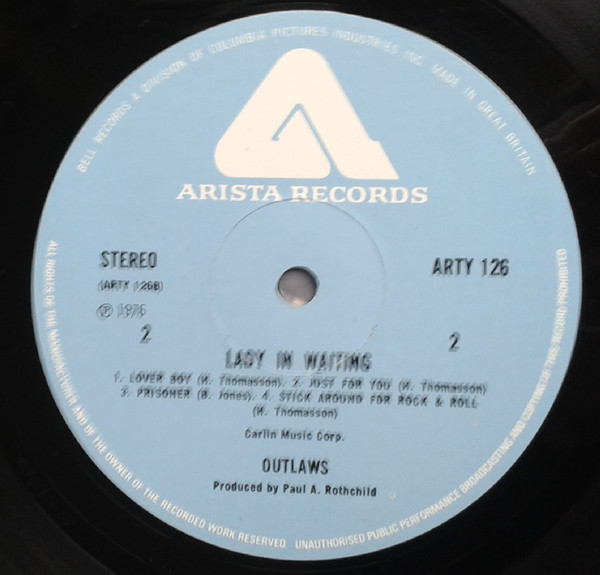 BELL RECORDS A DIVISION OF COLUMBIA PICTURES INDUSTRIES INC. MADE IN GREAT BRITAIN
ARISTA RECORDS
STEREO
ARTY 126
(ARTY 126B)
℗ 1976
2
2
LADY IN WAITING
1. LOVER BOY (H. Thomasson). 2. JUST FOR YOU (H. Thomasson)
3. PRISONER (B. Jones). 4. STICK AROUND FOR ROCK & ROLL
(H. Thomasson)
Carlin Music Corp.
OUTLAWS
Produced by Paul A. Rothchild
ALL RIGHTS OF THE MANUFACTURER AND OF THE OWNER OF THE RECORDED WORK RESERVED UNAUTHORISED PUBLIC PERFORMANCE BROADCASTING AND COPYING OF THIS RECORD PROHIBITED